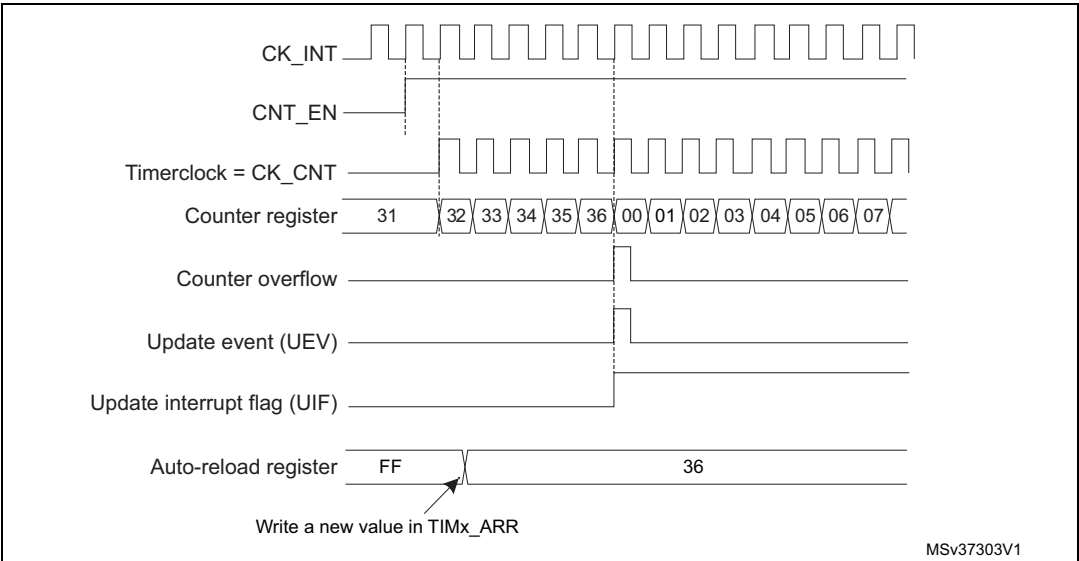 CK_INT
CNT_EN
Timerclock = CK_CNT
Counter register 31 32 33 34 35 36 00 01 02 03 04 05 06 07
Counter overflow
Update event (UEV)
Update interrupt flag (UIF)
Auto-reload register FF 36
Write a new value in TIMx_ARR
MSv37303V1